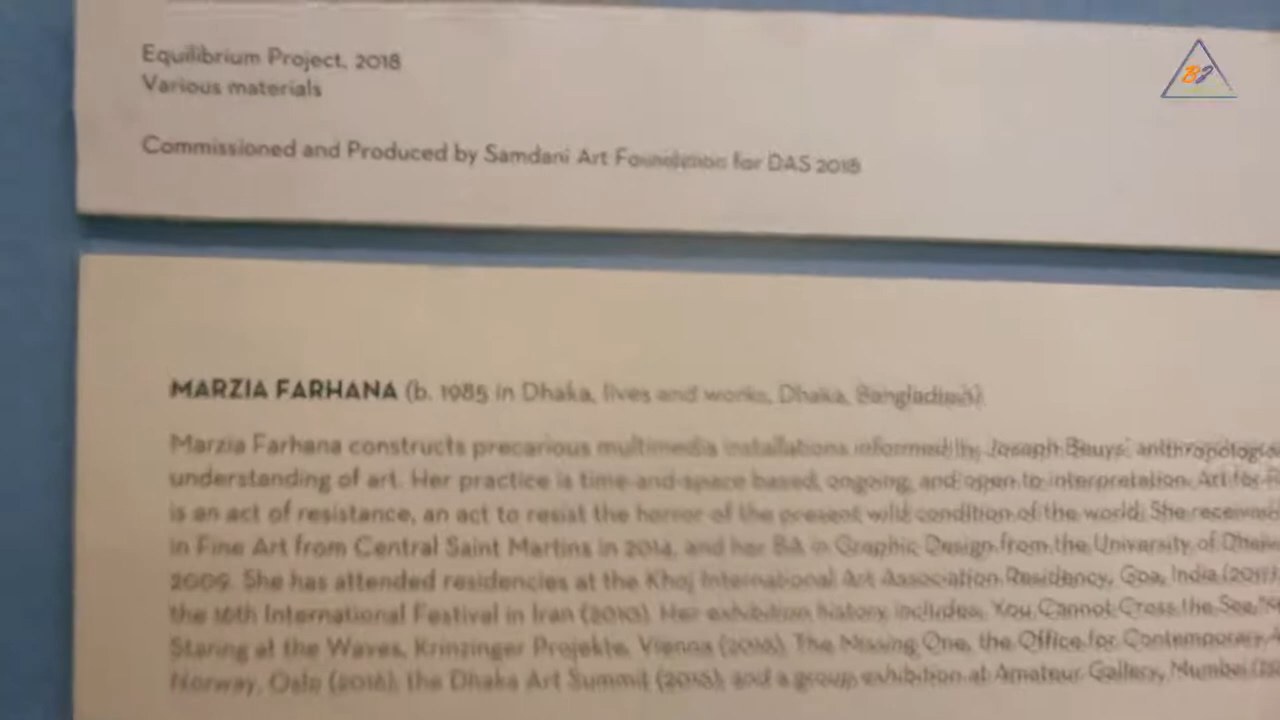 Equilibrium Project, 2018
Various materials
Commissioned and Produced by Samdani Art Foundation for DAS 2018
BJ
MARZIA FARHANA (b. 1985 in Dhaka, lives and works, Dhaka, Bangladesh)
Marzia Farhana constructs precarious multimedia installations informed by Joseph Beuys' anthropologica
understanding of art. Her practice is time-and-space based, ongoing, and open to interpretation. Art for
is an act of resistance, an act to resist the horror of the present wild condition of the world. She received
in Fine Art from Central Saint Martins in 2014, and her BA in Graphic Design from the University of Dhaka
2009. She has attended residencies at the Khoj International Art Association Residency, Goa, India
the 16th International Festival in Iran Her exhibition history includes, You Cannot Cross the Sea
Staring at the Waves, Krinzinger Projekte, Vienna The Missing One, the Office for Contemporary
Norway, Oslo (2016), the Dhaka Art Summit and a group exhibition at Amateur Gallery, Mumbai